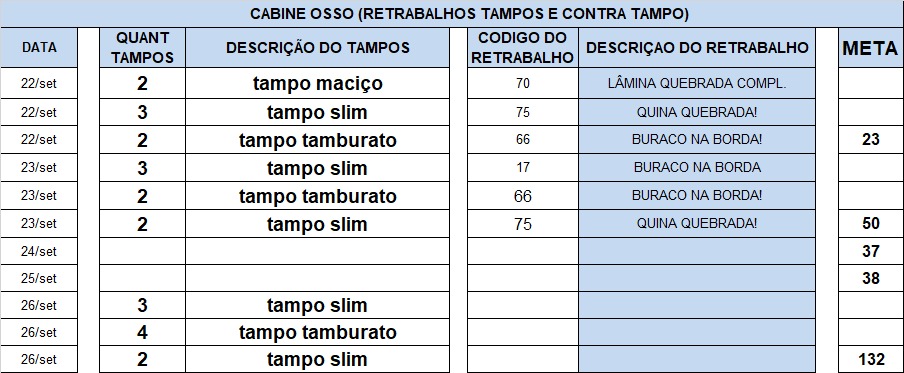 CABINE OSSO (RETRABALHOS TAMPOS E CONTRA TAMPO)
DATA QUANT TAMPOS DESCRIÇÃO DO TAMPOS CODIGO DO RETRABALHO DESCRIÇAO DO RETRABALHO META
22/set 2 tampo maciço 70 LÂMINA QUEBRADA COMPL.
22/set 3 tampo slim 75 QUINA QUEBRADA!
22/set 2 tampo tamburato 66 BURACO NA BORDA! 23
23/set 3 tampo slim 17 BURACO NA BORDA
23/set 2 tampo tamburato 66 BURACO NA BORDA!
23/set 2 tampo slim 75 QUINA QUEBRADA! 50
24/set 37
25/set 38
26/set 3 tampo slim
26/set 4 tampo tamburato
26/set 2 tampo slim 132